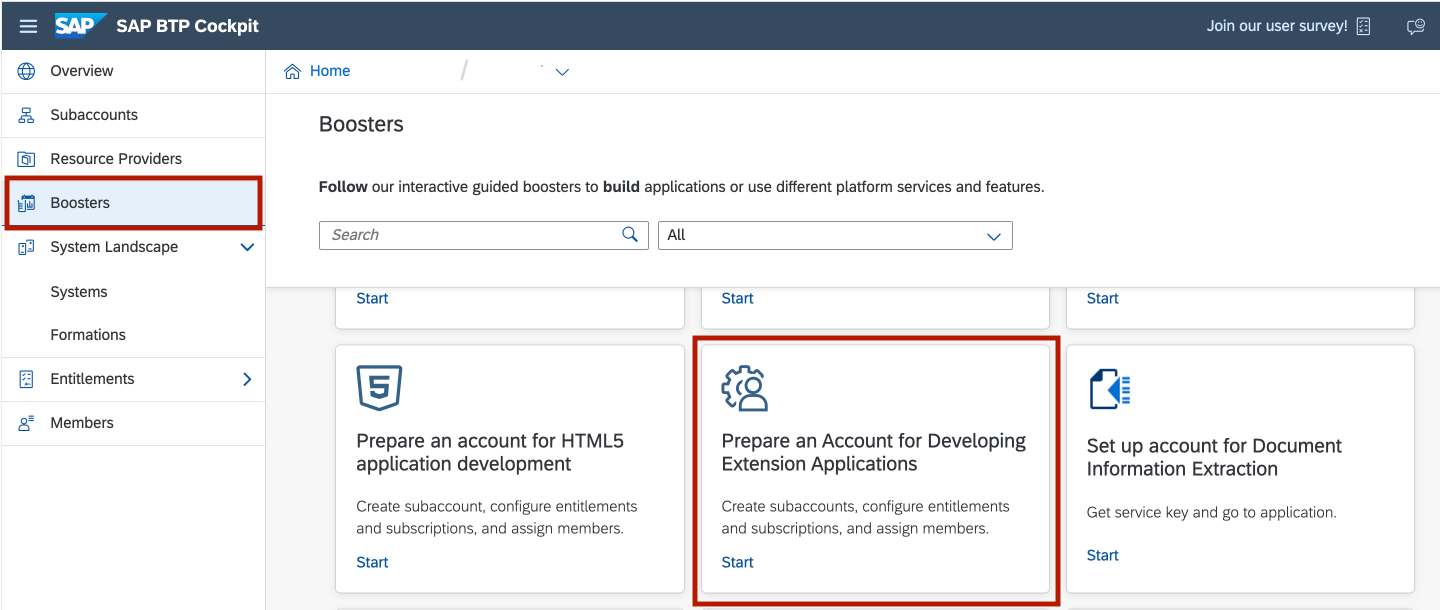 SAP SAP BTP Cockpit
Join our user survey!
Overview
Subaccounts
Resource Providers
Boosters
System Landscape
Systems
Formations
Entitlements
Members
Home /
Boosters
Follow our interactive guided boosters to build applications or use different platform services and features.
Search
All
Start
Start
Start
5
Prepare an account for HTML5
application development
Create subaccount, configure entitlements
and subscriptions, and assign members.
Start
Prepare an Account for Developing
Extension Applications
Create subaccounts, configure entitlements
and subscriptions, and assign members.
Start
Set up account for Document
Information Extraction
Get service key and go to application.
Start